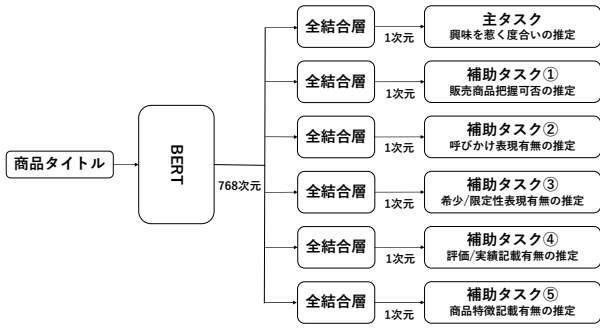 商品タイトル
BERT
768次元
全結合層
1次元
主タスク
興味を惹く度合いの推定
全結合層
1次元
補助タスク①
販売商品把握可否の推定
全結合層
1次元
補助タスク②
呼びかけ表現有無の推定
全結合層
1次元
補助タスク③
希少/限定性表現有無の推定
全結合層
1次元
補助タスク④
評価/実績記載有無の推定
全結合層
1次元
補助タスク⑤
商品特徴記載有無の推定